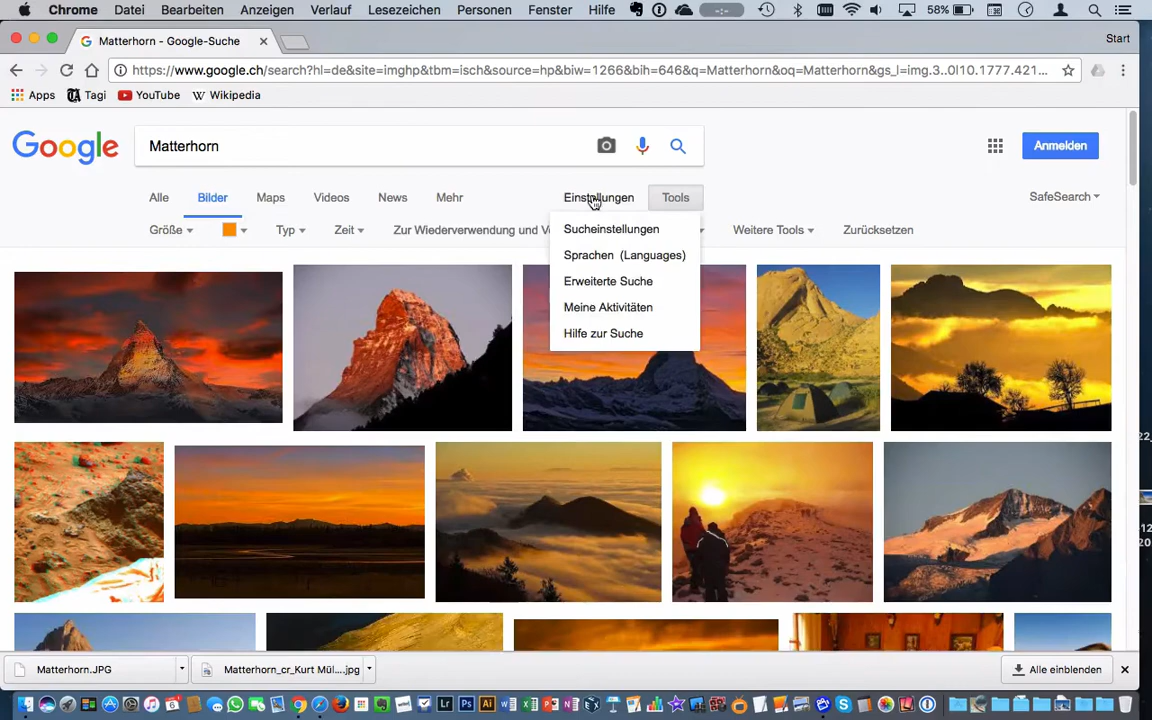 Chrome Datei Bearbeiten Anzeigen Verlauf Lesezeichen Personen Fenster Hilfe 58%
Matterhorn - Google-Suche Start
https://www.google.ch/search?hl=de&site=imghp&tbm=isch&source=hp&biw=1266&bih=646&q=Matterhorn&oq=Matterhorn&gs_l=img.3..0l10.1777.421...
Apps Tagi YouTube Wikipedia
Google Matterhorn Anmelden
Alle Bilder Maps Videos News Mehr Einstellungen Tools SafeSearch
Größe Typ Zeit Zur Wiederverwendung und Weitere Tools Zurücksetzen
Sucheinstellungen
Sprachen (Languages)
Erweiterte Suche
Meine Aktivitäten
Hilfe zur Suche
Matterhorn.JPG Matterhorn_cr_Kurt Mül....jpg Alle einblenden